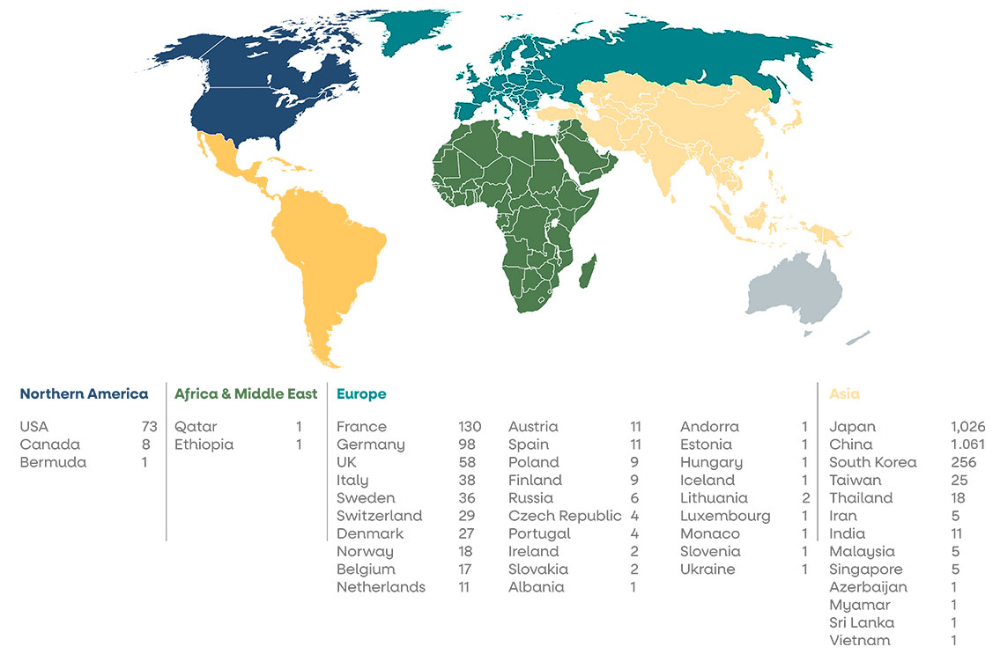 Northern America
USA 73
Canada 8
Bermuda 1
Africa & Middle East
Qatar 1
Ethiopia 1
Europe
France 130
Germany 98
UK 58
Italy 38
Sweden 36
Switzerland 29
Denmark 27
Norway 18
Belgium 17
Netherlands 11
Austria 11
Spain 11
Poland 9
Finland 9
Russia 6
Czech Republic 4
Portugal 4
Ireland 2
Slovakia 2
Albania 1
Andorra 1
Estonia 1
Hungary 1
Iceland 1
Lithuania 2
Luxembourg 1
Monaco 1
Slovenia 1
Ukraine 1
Asia
Japan 1,026
China 1.061
South Korea 256
Taiwan 25
Thailand 18
Iran 5
India 11
Malaysia 5
Singapore 5
Azerbaijan 1
Myamar 1
Sri Lanka 1
Vietnam 1